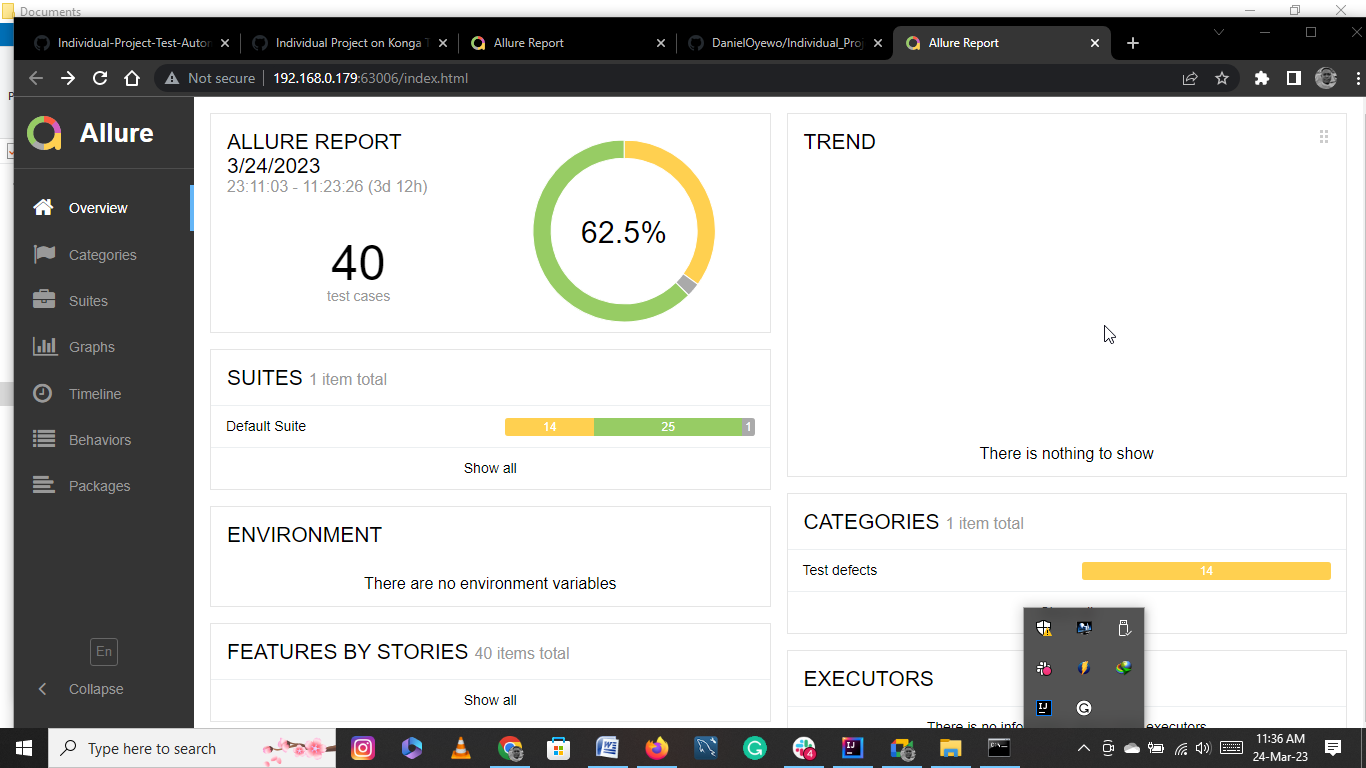 Documents
Individual-Project-Test-Autom
Individual Project on Konga T
Allure Report
DanielOyewo/Individual_Proj
Allure Report
Not secure
192.168.0.179:63006/index.html
Allure
Overview
Categories
Suites
Graphs
Timeline
Behaviors
Packages
En
Collapse
ALLURE REPORT
3/24/2023
23:11:03 - 11:23:26 (3d 12h)
40
test cases
62.5%
SUITES 1 item total
Default Suite
14
25
1
Show all
ENVIRONMENT
There are no environment variables
FEATURES BY STORIES 40 items total
Show all
TREND
There is nothing to show
CATEGORIES 1 item total
Test defects
14
EXECUTORS
There is no info
executors
Type here to search
4
11:36 AM
24-Mar-23